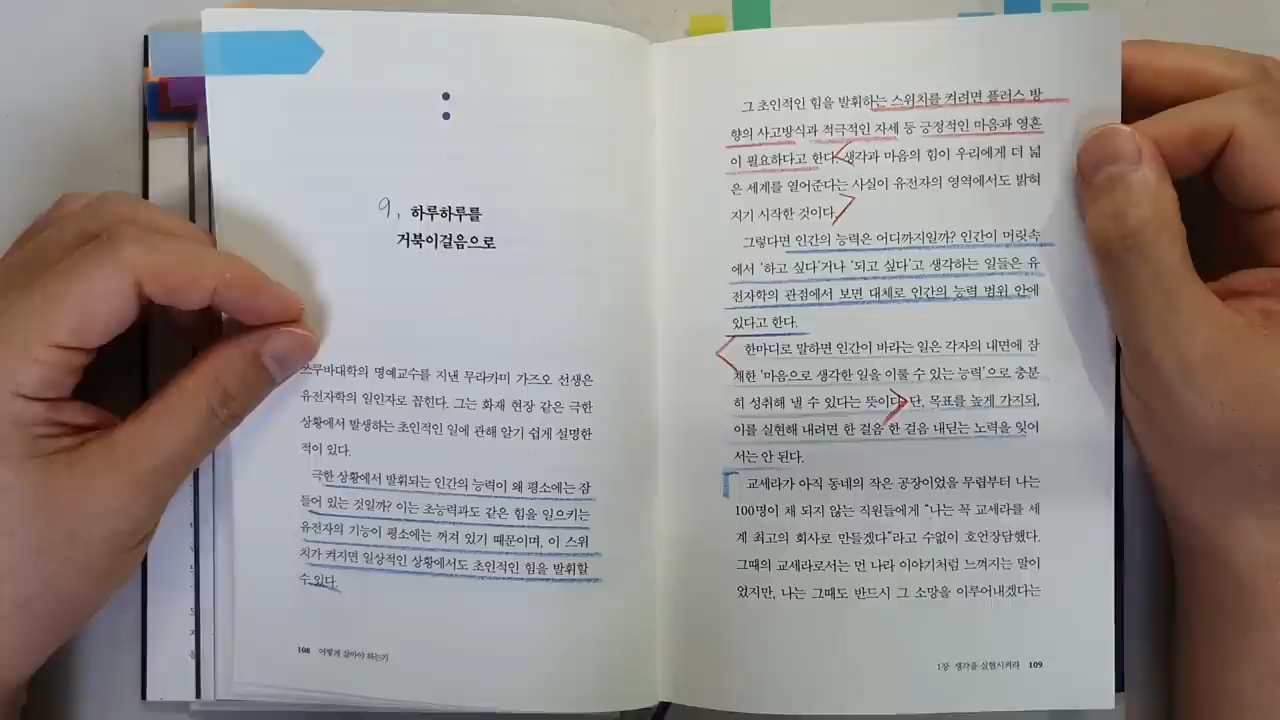 9, 하루하루를
거북이걸음으로
쓰쿠바대학의 명예교수를 지낸 무라카미 가즈오 선생은
유전자학의 일인자로 꼽힌다. 그는 화재 현장 같은 극한
상황에서 발생하는 초인적인 일에 관해 알기 쉽게 설명한
적이 있다.
극한 상황에서 발휘되는 인간의 능력이 왜 평소에는 잠
들어 있는 것일까? 이는 초능력과도 같은 힘을 일으키는
유전자의 기능이 평소에는 꺼져 있기 때문이며, 이 스위
치가 켜지면 일상적인 상황에서도 초인적인 힘을 발휘할
수 있다.
108 어떻게 살아야 하는가
그 초인적인 힘을 발휘하는 스위치를 켜려면 플러스 방
향의 사고방식과 적극적인 자세 등 긍정적인 마음과 영혼
이 필요하다고 한다. 생각과 마음의 힘이 우리에게 더 넓
은 세계를 열어준다는 사실이 유전자의 영역에서도 밝혀
지기 시작한 것이다.
그렇다면 인간의 능력은 어디까지일까? 인간이 머릿속
에서 '하고 싶다'거나 '되고 싶다'고 생각하는 일들은 유
전자학의 관점에서 보면 대체로 인간의 능력 범위 안에
있다고 한다.
한마디로 말하면 인간이 바라는 일은 각자의 내면에 잠
재한 '마음으로 생각한 일을 이룰 수 있는 능력'으로 충분
히 성취해 낼 수 있다는 뜻이다. 단, 목표를 높게 가지되,
이를 실현해 내려면 한 걸음 한 걸음 내딛는 노력을 잊어
서는 안 된다.
교세라가 아직 동네의 작은 공장이었을 무렵부터 나는
100명이 채 되지 않는 직원들에게 "나는 꼭 교세라를 세
계 최고의 회사로 만들겠다"라고 수없이 호언장담했다.
그때의 교세라로서는 먼 나라 이야기처럼 느껴지는 말이
었지만, 나는 그때도 반드시 그 소망을 이루어내겠다는
1장 생각을 실현시켜라 109